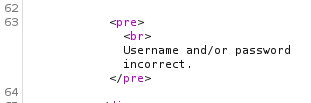 62
63 <pre>
<br>
Username and/or password
incorrect.
</pre>
64